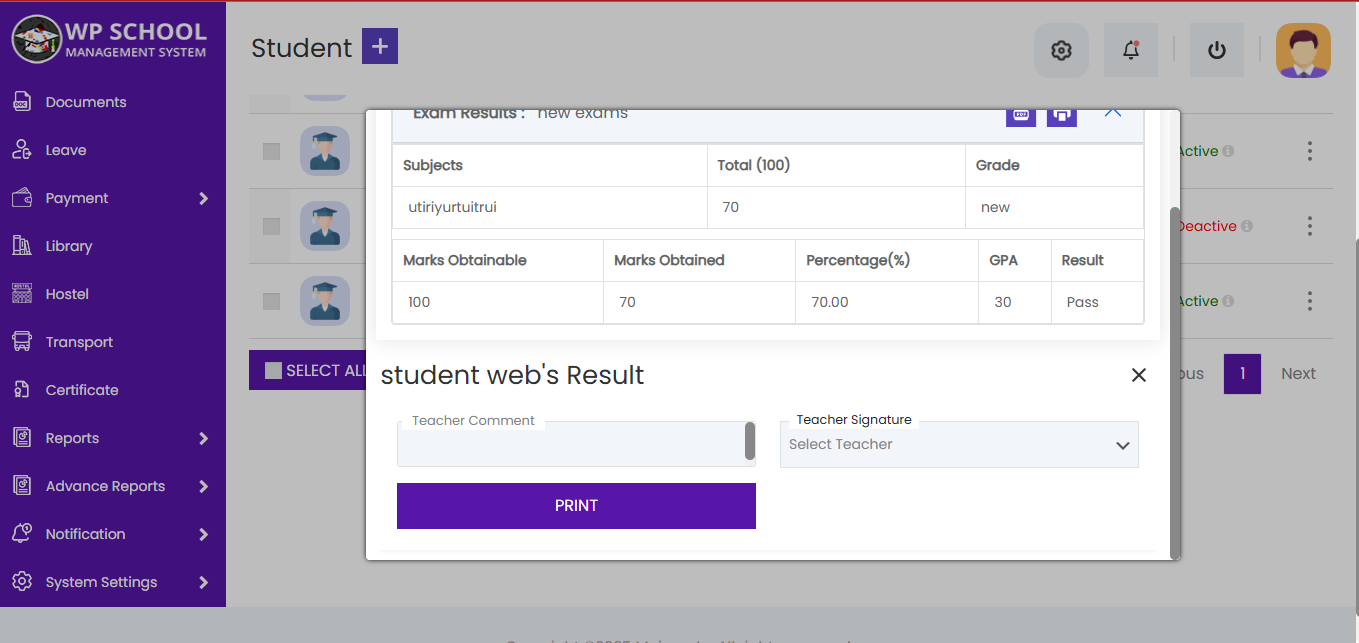 WP SCHOOL
MANAGEMENT SYSTEM
Documents
Leave
Payment
Library
Hostel
Transport
Certificate
Reports
Advance Reports
Notification
System Settings
Student +
Exam Results : new exams
Subjects Total (100) Grade
utiriyurtuitrui 70 new
Marks Obtainable Marks Obtained Percentage(%) GPA Result
100 70 70.00 30 Pass
Active
Deactive
Active
SELECT ALL
1 Next
student web's Result
Teacher Comment
Teacher Signature
Select Teacher
PRINT